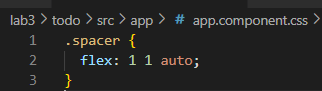 lab3 > todo > src > app > # app.component.css
1 .spacer {
2 flex: 1 1 auto;
3 }